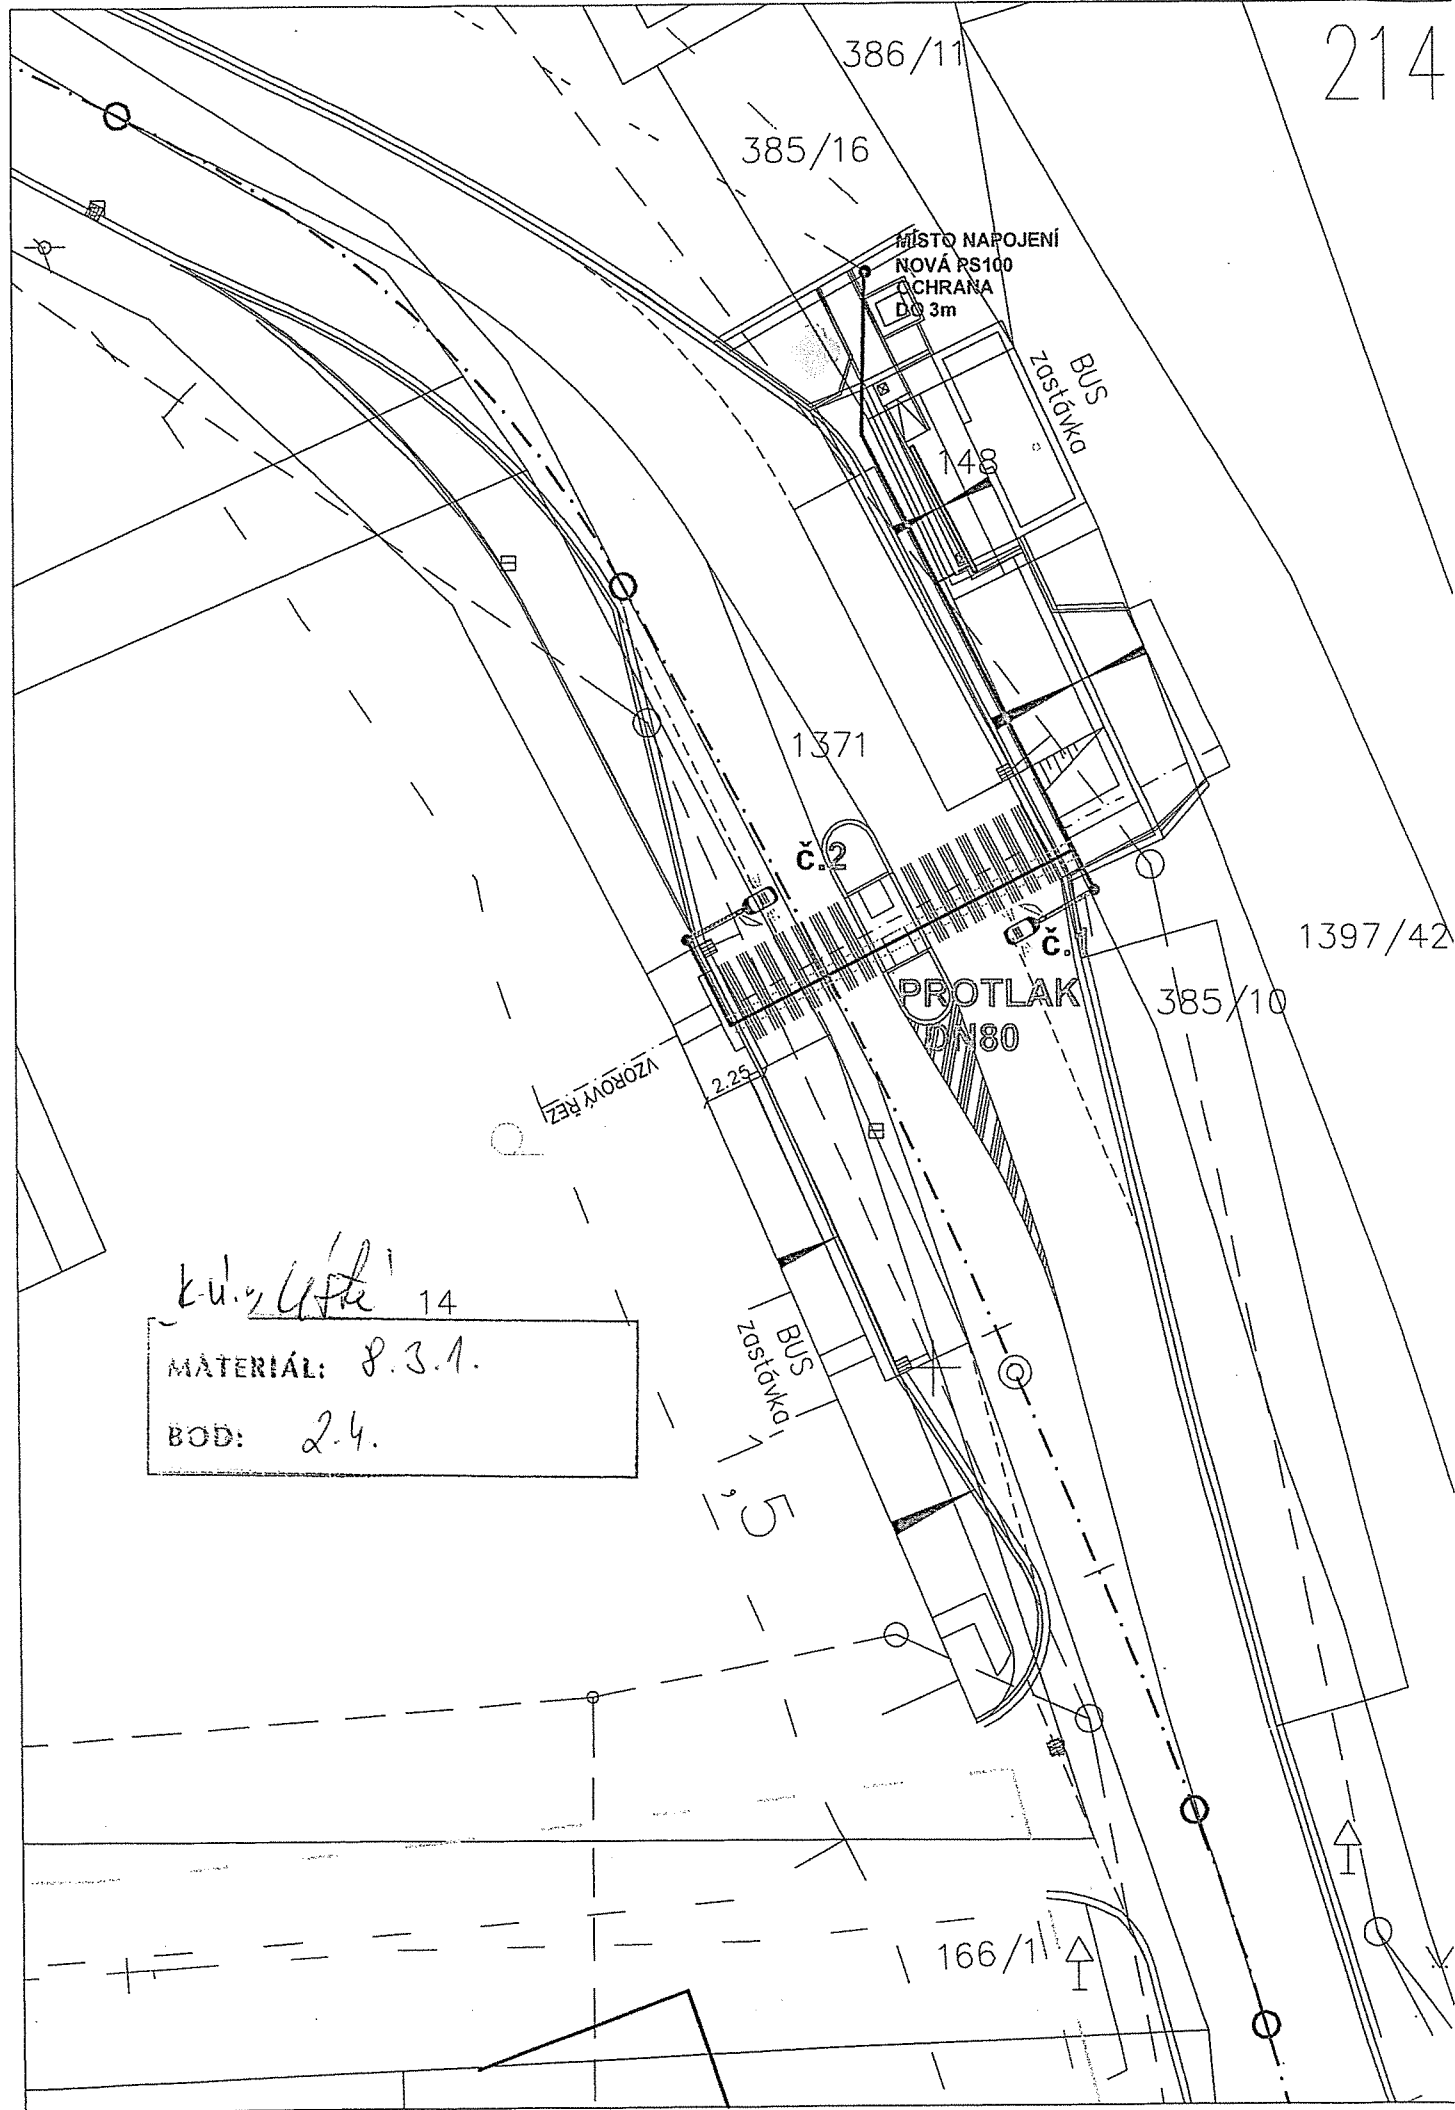 214
386/11
385/16
MÍSTO NAPOJENÍ
NOVÁ PS100
OCHRANA
DO 3m
BUS
zastávka
148
1371
č.2
č.
1397/42
PROTLAK
DN80
385/10
VZOROVÝ ŘEZ
2.25
k.ú. Ústí 14
MATERIÁL: 8.3.1.
BOD: 2.4.
BUS
zastávka
1,5
166/1